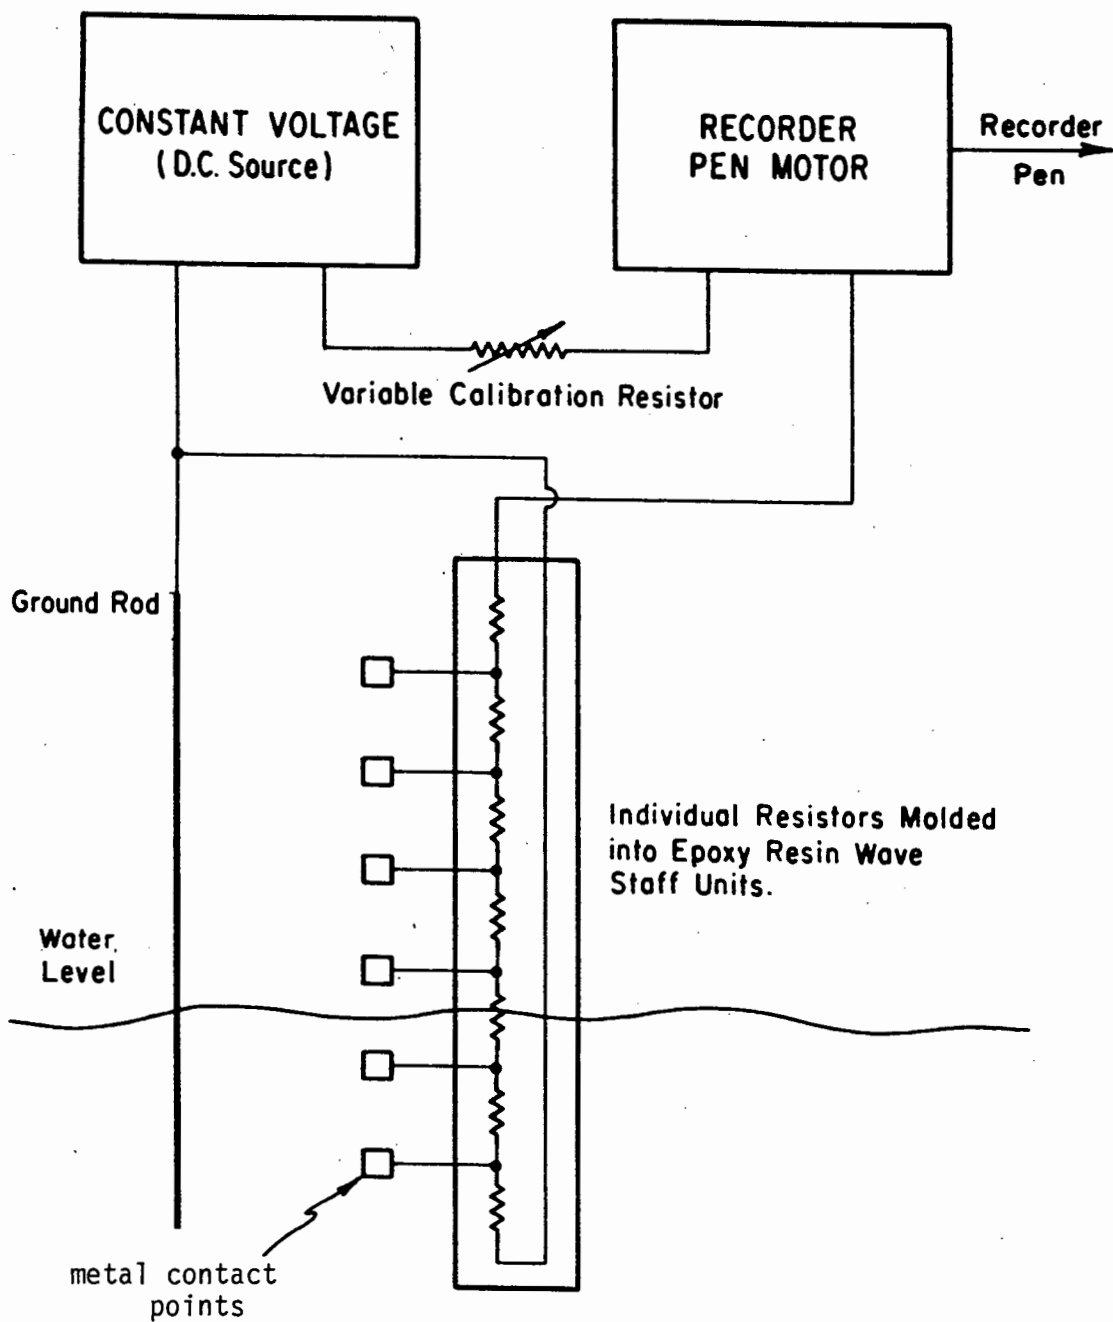 CONSTANT VOLTAGE
(D.C. Source)
RECORDER
PEN MOTOR
Recorder
Pen
Variable Calibration Resistor
Ground Rod
Individual Resistors Molded
into Epoxy Resin Wave
Staff Units.
Water
Level
metal contact
points